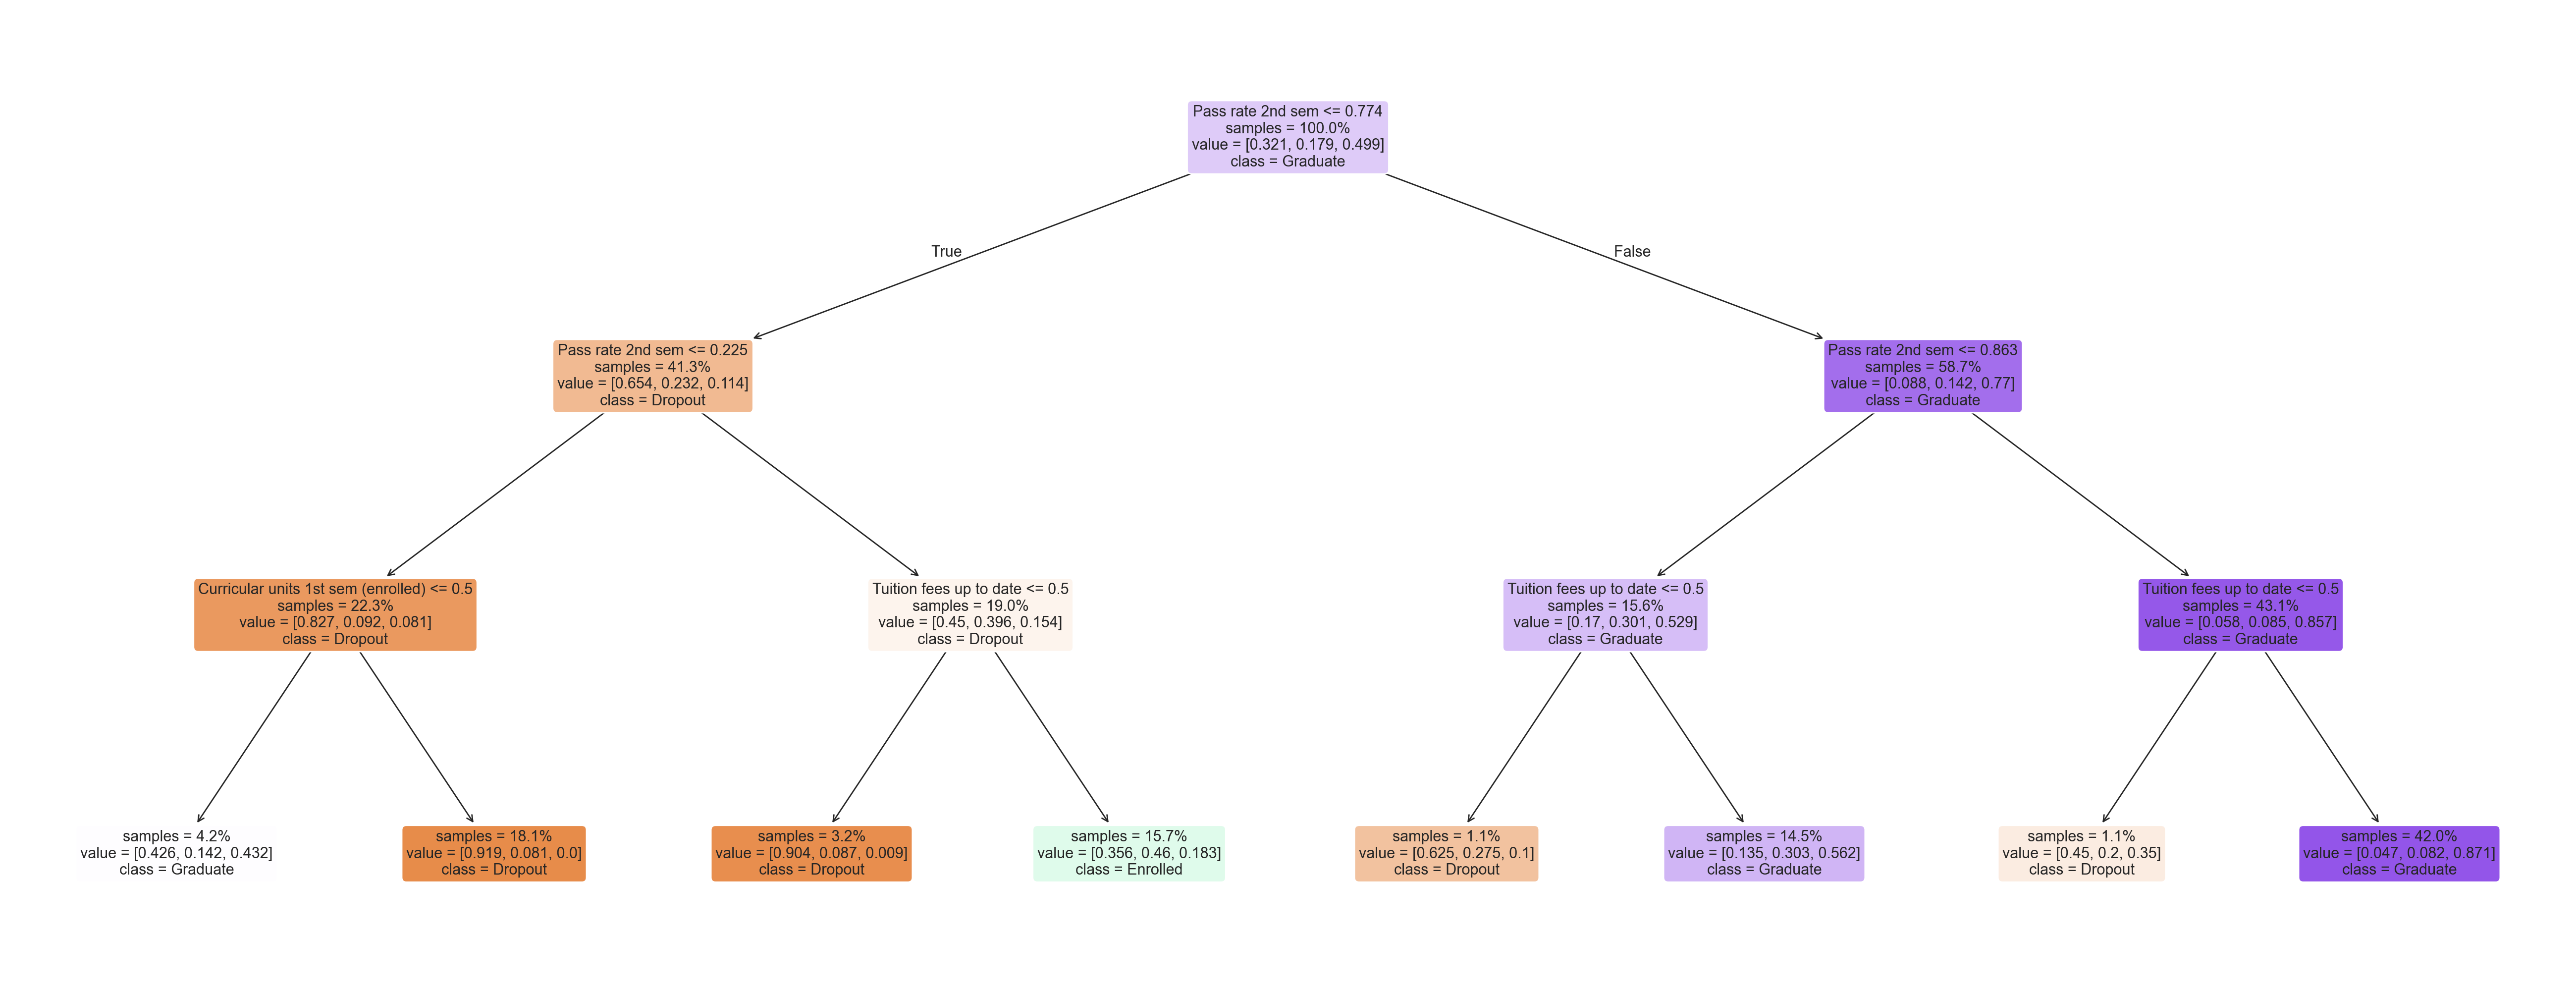 Pass rate 2nd sem <= 0.774
samples = 100.0%
value = [0.321, 0.179, 0.499]
class = Graduate
True
False
Pass rate 2nd sem <= 0.225
samples = 41.3%
value = [0.654, 0.232, 0.114]
class = Dropout
Pass rate 2nd sem <= 0.863
samples = 58.7%
value = [0.088, 0.142, 0.77]
class = Graduate
Curricular units 1st sem (enrolled) <= 0.5
samples = 22.3%
value = [0.827, 0.092, 0.081]
class = Dropout
Tuition fees up to date <= 0.5
samples = 19.0%
value = [0.45, 0.396, 0.154]
class = Dropout
Tuition fees up to date <= 0.5
samples = 15.6%
value = [0.17, 0.301, 0.529]
class = Graduate
Tuition fees up to date <= 0.5
samples = 43.1%
value = [0.058, 0.085, 0.857]
class = Graduate
samples = 4.2%
value = [0.426, 0.142, 0.432]
class = Graduate
samples = 18.1%
value = [0.919, 0.081, 0.0]
class = Dropout
samples = 3.2%
value = [0.904, 0.087, 0.009]
class = Dropout
samples = 15.7%
value = [0.356, 0.46, 0.183]
class = Enrolled
samples = 1.1%
value = [0.625, 0.275, 0.1]
class = Dropout
samples = 14.5%
value = [0.135, 0.303, 0.562]
class = Graduate
samples = 1.1%
value = [0.45, 0.2, 0.35]
class = Dropout
samples = 42.0%
value = [0.047, 0.082, 0.871]
class = Graduate